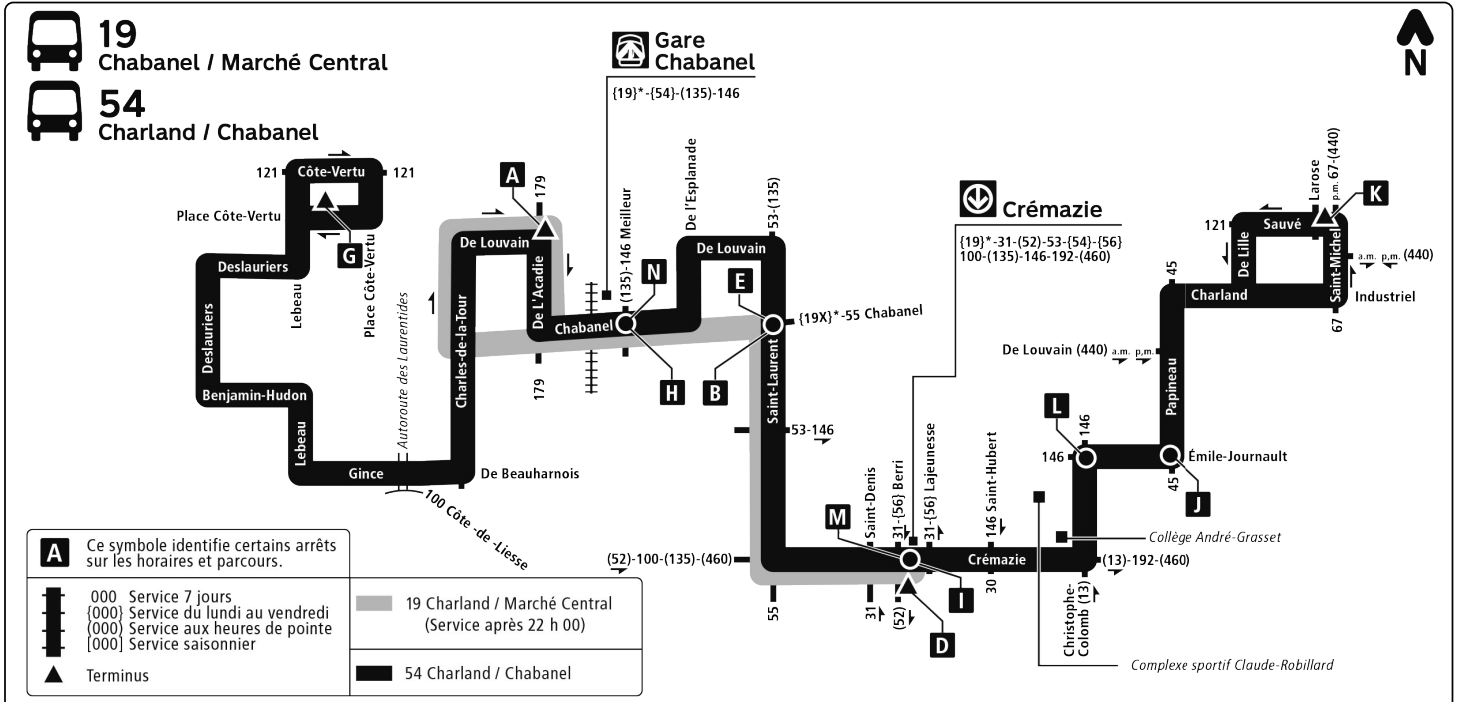 19
Chabanel / Marché Central
54
Charland / Chabanel
Gare
Chabanel
{19}*-{54}-(135)-146
N
121
Côte-Vertu
121
Place Côte-Vertu
G
Deslauriers
Lebeau
Place Côte-Vertu
Deslauriers
Benjamin-Hudon
Lebeau
Autoroute des Laurentides
Gince
De Beauharnois
100 Côte -de -Liesse
A
179
De Louvain
De L'Acadie
Charles-de-la-Tour
179
(135)-146 Meilleur
Chabanel
N
H
De l'Esplanade
De Louvain
53-(135)
E
B
{19X}*-55 Chabanel
Saint-Laurent
53-146
(52)-100-(135)-(460)
55
Crémazie
{19}*-31-(52)-53-{54}-{56}
100-(135)-146-192-(460)
M
Saint-Denis
31-{56} Berri
31-{56} Lajeunesse
146 Saint-Hubert
31
(52)
30
Crémazie
I
D
L
146
146
Christophe-
Colomb (13)
(13)-192-(460)
Collège André-Grasset
Complexe sportif Claude-Robillard
Émile-Journault
45
J
Papineau
45
De Louvain (440) a.m. p,m.
Charland
121
De Lille
Sauvé
Larose
p.m. 67-(440)
K
Saint-Michel
a.m. p,m. (440)
Industriel
67
A
Ce symbole identifie certains arrêts
sur les horaires et parcours.
000 Service 7 jours
{000} Service du lundi au vendredi
(000) Service aux heures de pointe
[000] Service saisonnier
Terminus
19 Charland / Marché Central
(Service après 22 h 00)
54 Charland / Chabanel